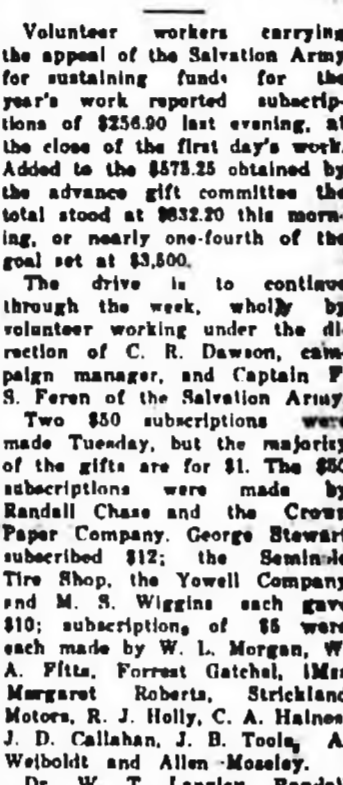 Volunteer workers carrying
the appeal of the Salvation Army
for sustaining funds for the
year's work reported subscrip-
tions of $256.90 last evening, at
the close of the first day's work.
Added to the $575.25 obtained by
the advance gift committee the
total stood at $832.20 this morn-
ing, or nearly one-fourth of the
goal set at $3,500.
The drive is to continue
through the week, wholly by
volunteer working under the di-
rection of C. R. Dawson, cam-
paign manager, and Captain F
S. Feren of the Salvation Army
Two $50 subscriptions were
made Tuesday, but the majority
of the gifts are for $1. The $50
subscriptions were made by
Randall Chase and the Crown
Paper Company. George Stewart
subscribed $12; the Seminole
Tire Shop, the Yowell Company
and M. S. Wiggins each gave
$10; subscriptions of $5 were
each made by W. L. Morgan, W
A. Fitts, Forrest Gatchel, Mrs
Margaret Roberts, Strickland
Motors, R. J. Holly, C. A. Haines
J. D. Callahan, J. B. Toole, A
Weiboldt and Allen Moseley.
Dr. W. T. Langley,